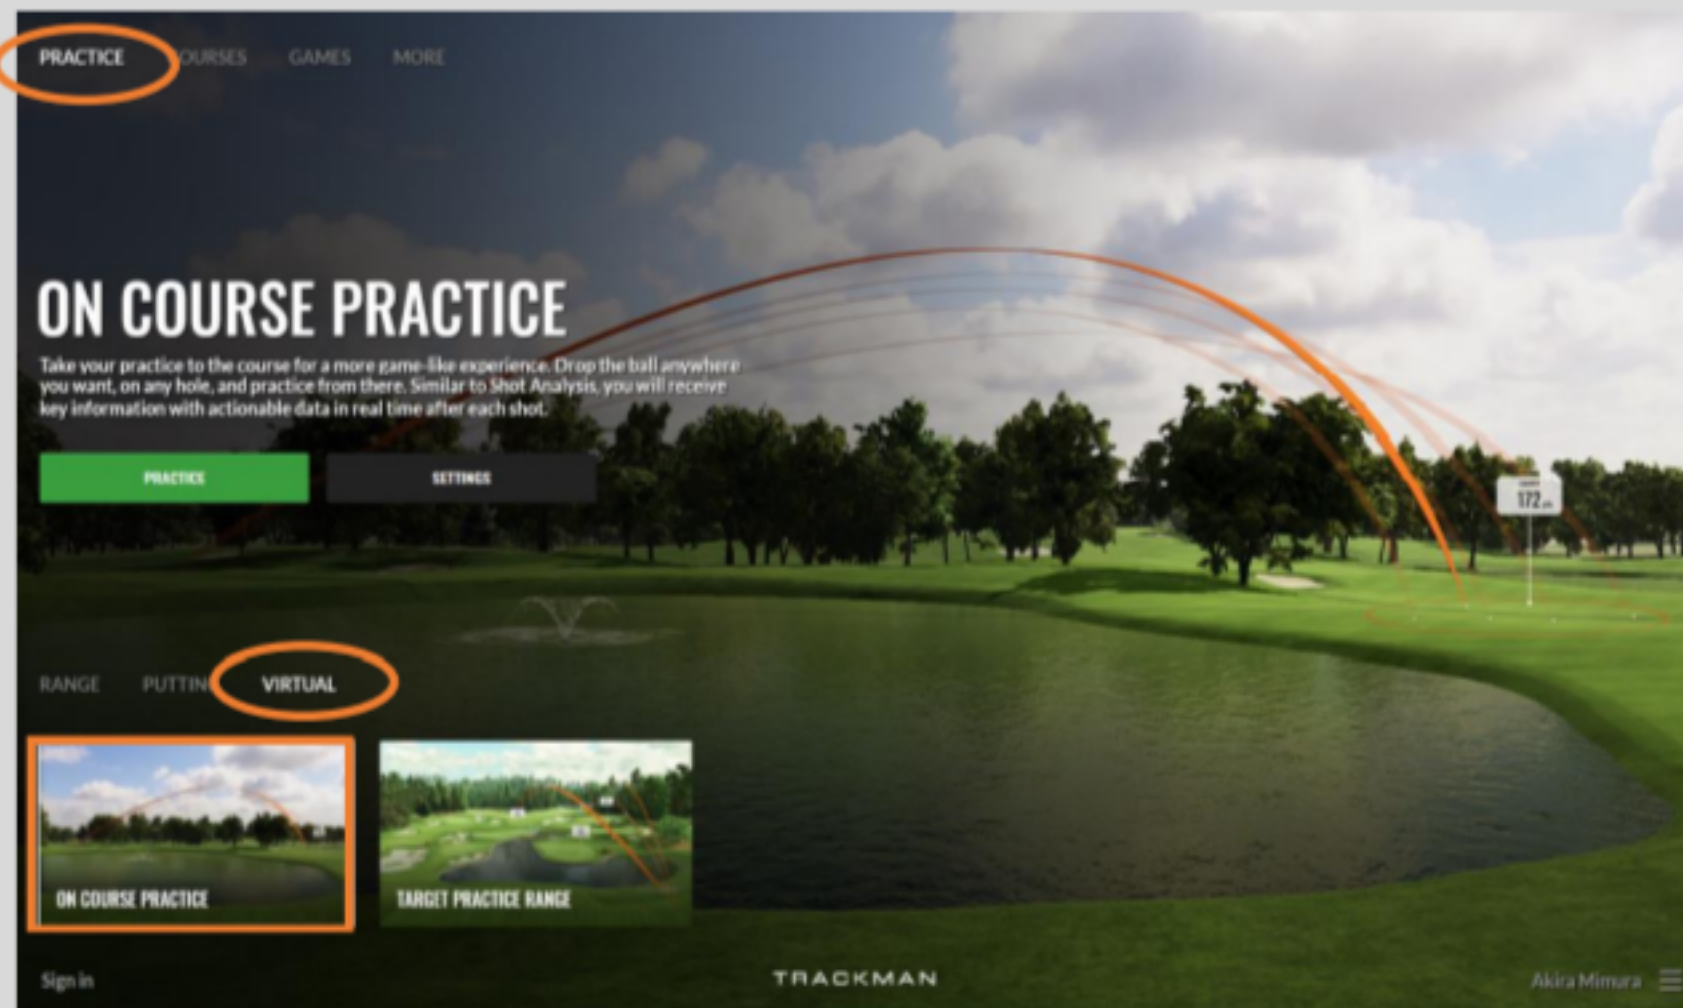 PRACTICE OURSES GAMES MORE
ON COURSE PRACTICE
Take your practice to the course for a more game-like experience. Drop the ball anywhere
you want, on any hole, and practice from there. Similar to Shot Analysis, you will receive
key information with actionable data in real time after each shot.
PRACTICE SETTINGS
172
RANGE PUTTIN VIRTUAL
ON COURSE PRACTICE
TARGET PRACTICE RANGE
Sign in
TRACKMAN
Akira Mimura